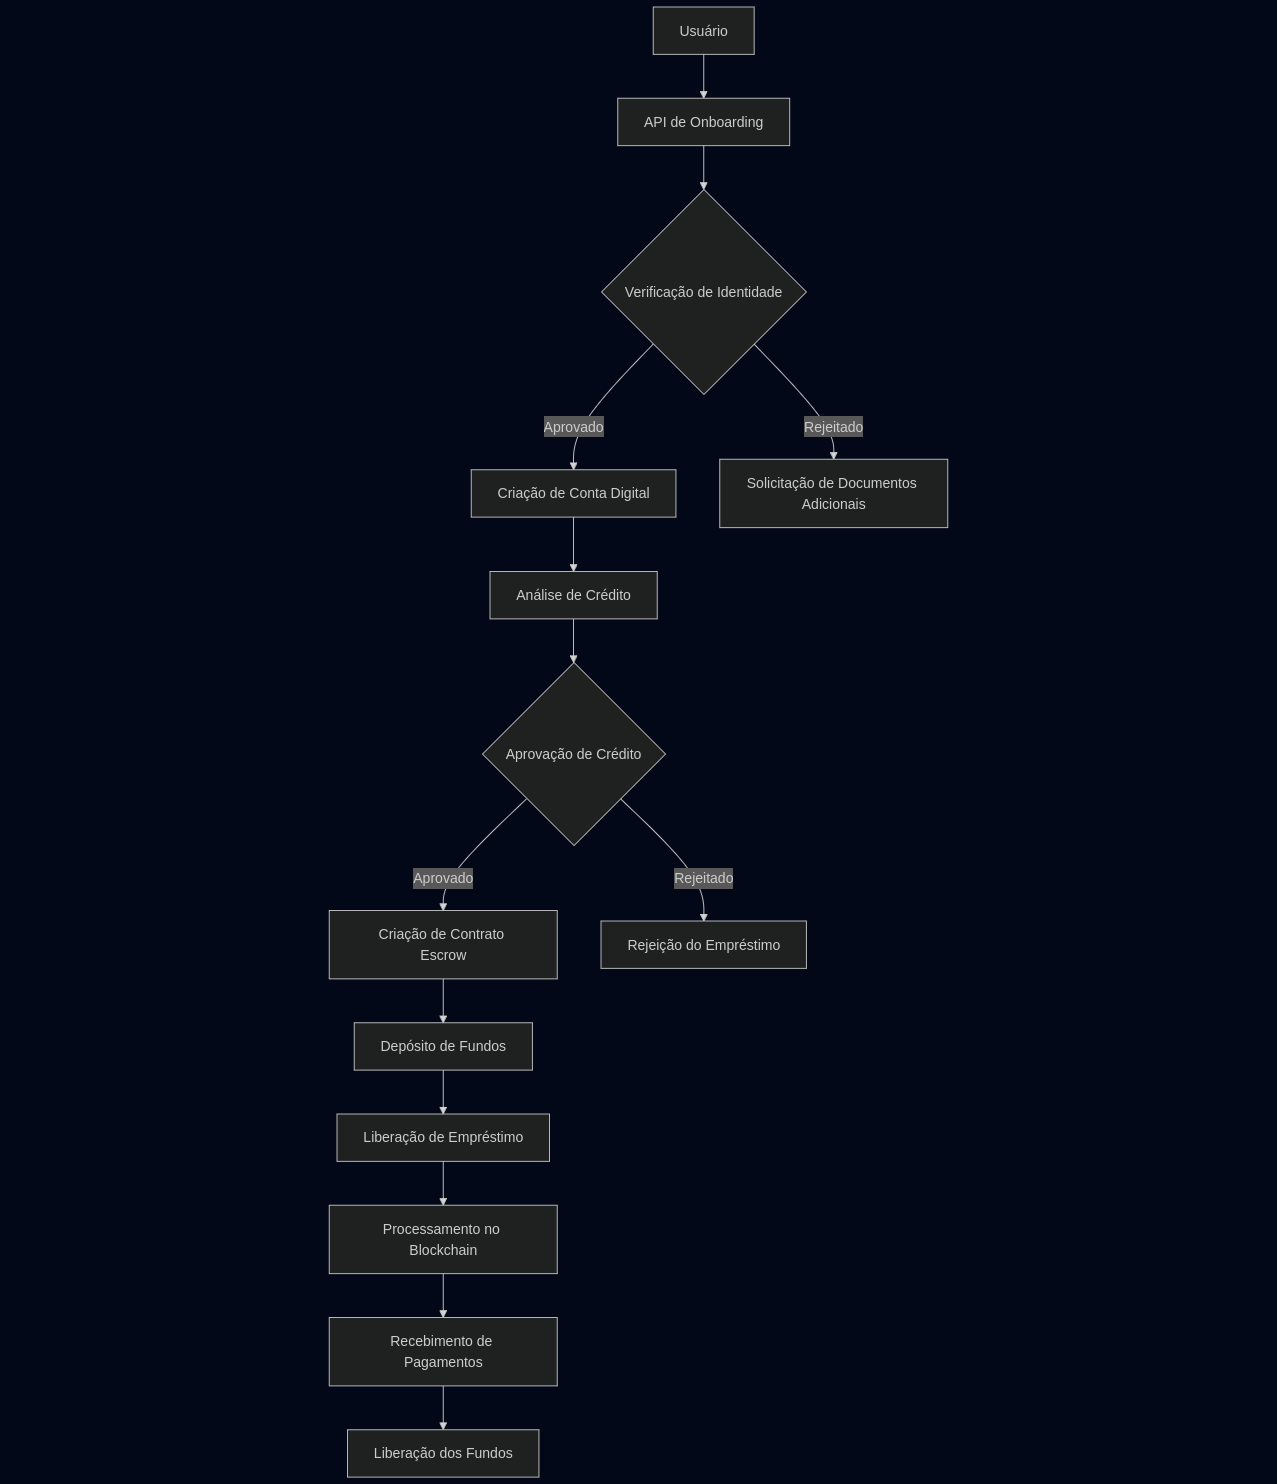 Usuário
API de Onboarding
Verificação de Identidade
Aprovado
Rejeitado
Criação de Conta Digital
Solicitação de Documentos
Adicionais
Análise de Crédito
Aprovação de Crédito
Aprovado
Rejeitado
Criação de Contrato
Escrow
Rejeição do Empréstimo
Depósito de Fundos
Liberação de Empréstimo
Processamento no
Blockchain
Recebimento de
Pagamentos
Liberação dos Fundos